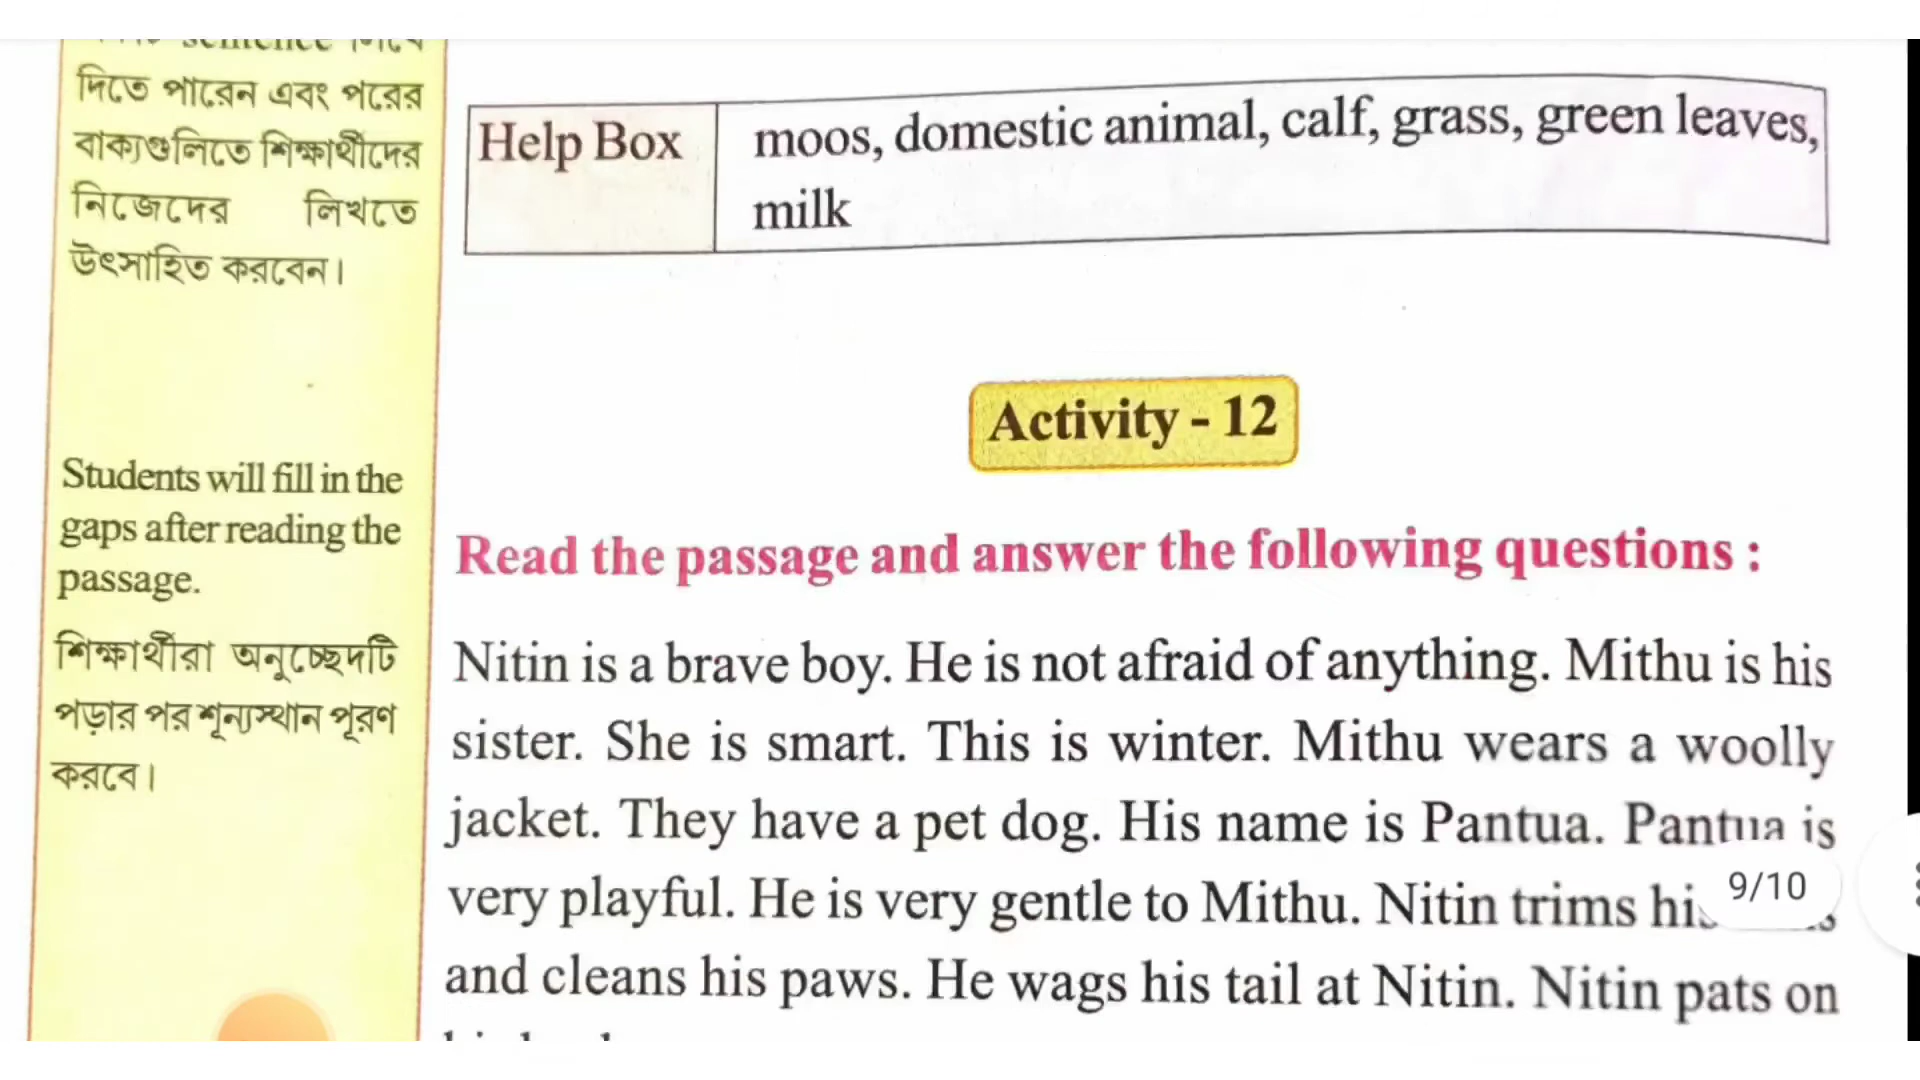 sentence লিখে
দিতে পারেন এবং পরের
বাক্যগুলিতে শিক্ষার্থীদের
নিজেদের লিখতে
উৎসাহিত করবেন।
Help Box
moos, domestic animal, calf, grass, green leaves,
milk
Activity - 12
Students will fill in the
gaps after reading the
passage.
শিক্ষার্থীরা অনুচ্ছেদটি
পড়ার পর শূন্যস্থান পূরণ
করবে।
Read the passage and answer the following questions :
Nitin is a brave boy. He is not afraid of anything. Mithu is his
sister. She is smart. This is winter. Mithu wears a woolly
jacket. They have a pet dog. His name is Pantua. Pantua is
very playful. He is very gentle to Mithu. Nitin trims
and cleans his paws. He wags his tail at Nitin. Nitin pats on
9/10